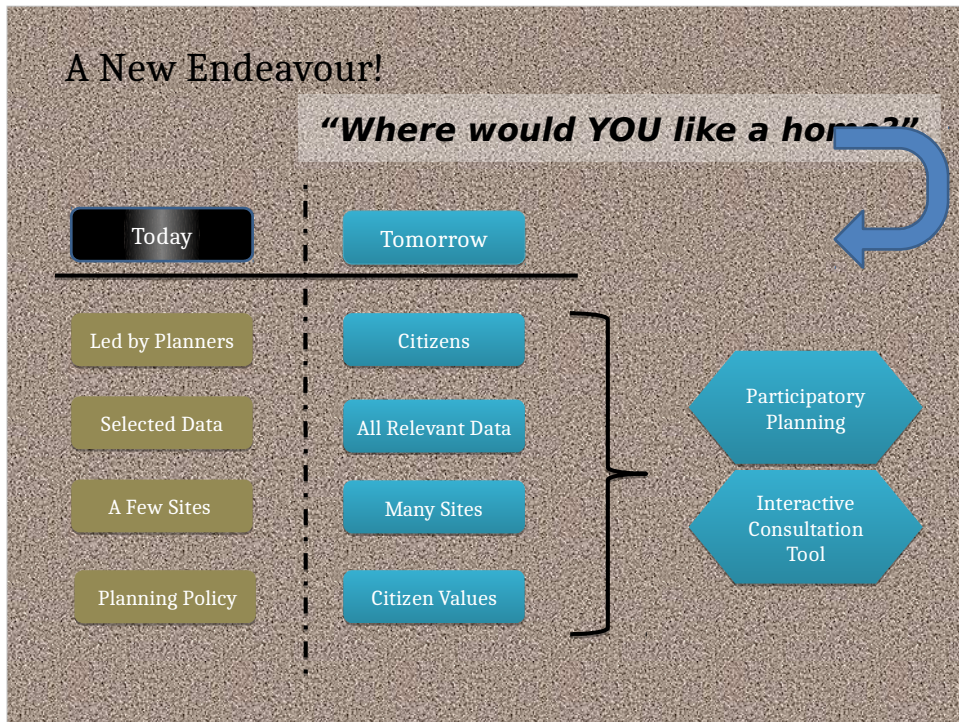 A New Endeavour!
“Where would YOU like a home?”
Today
Tomorrow
Led by Planners
Citizens
Selected Data
All Relevant Data
A Few Sites
Many Sites
Planning Policy
Citizen Values
Participatory
Planning
Interactive
Consultation
Tool